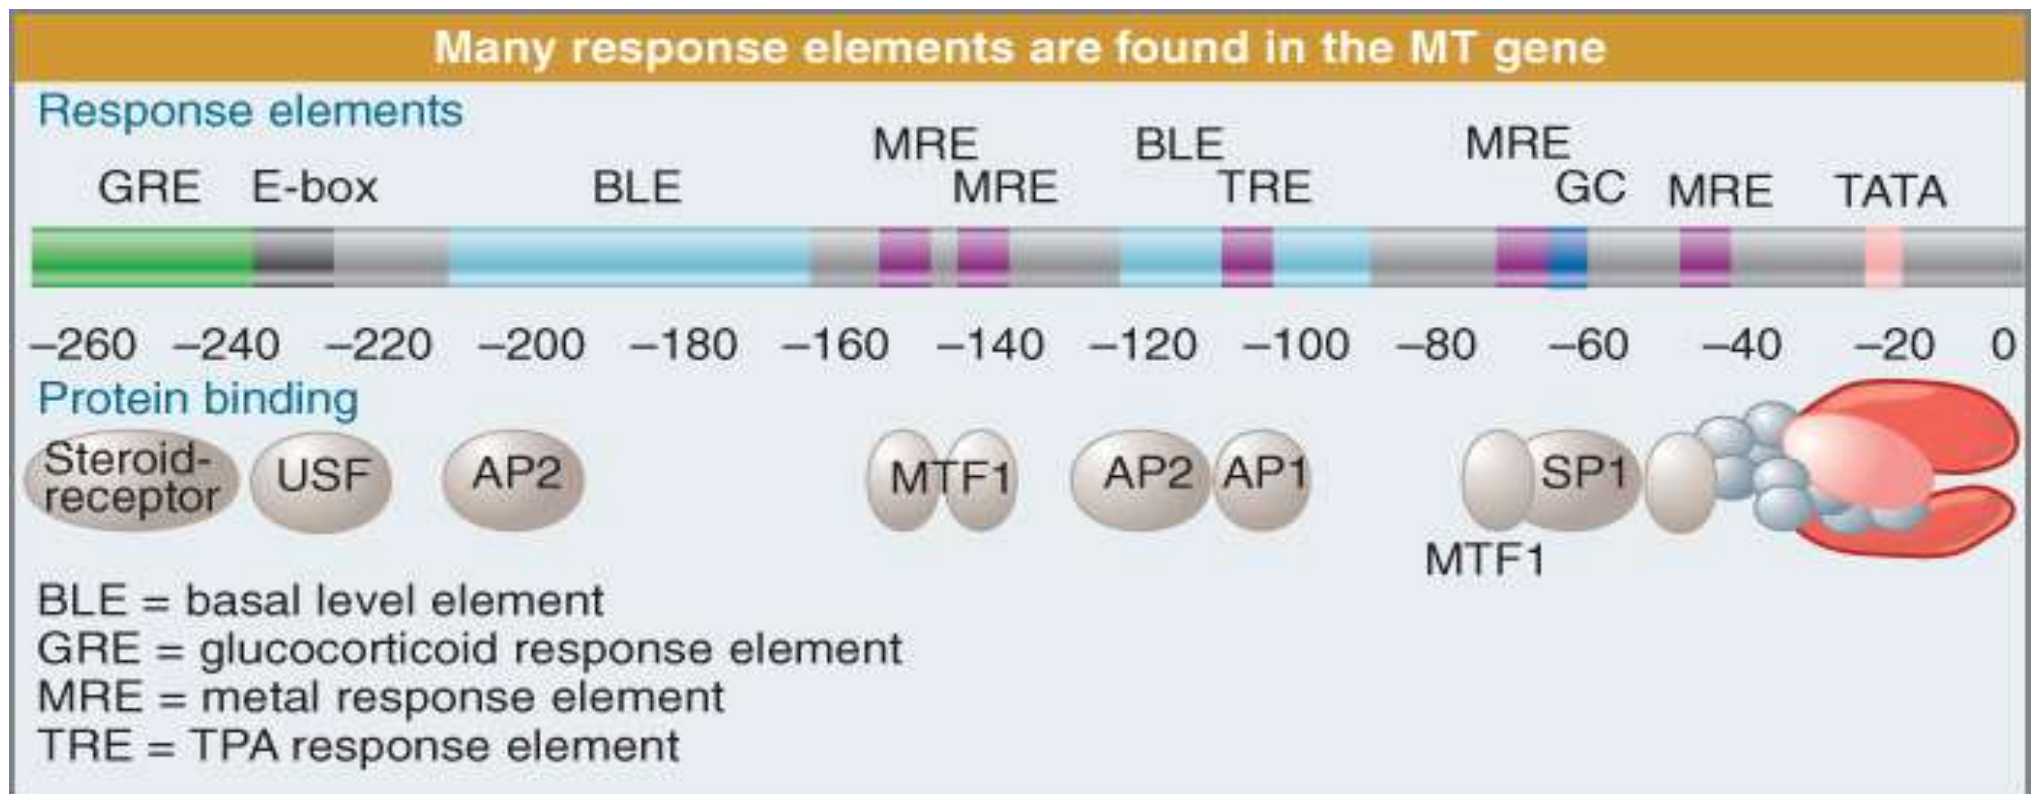 Many response elements are found in the MT gene
Response elements
MRE BLE MRE
GRE E-box BLE MRE TRE GC MRE TATA
–260 –240 –220 –200 –180 –160 –140 –120 –100 –80 –60 –40 –20 0
Protein binding
Steroid-
receptor
USF AP2 MTF1 AP2 AP1 SP1
MTF1
BLE = basal level element
GRE = glucocorticoid response element
MRE = metal response element
TRE = TPA response element